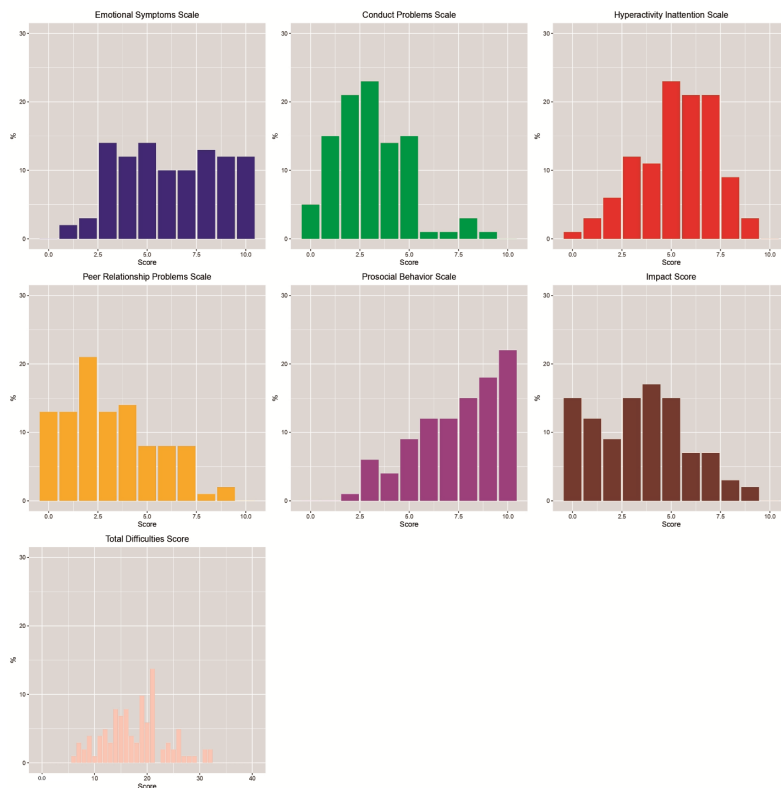 Emotional Symptoms Scale
30
20
10
0
%
0.0 2.5 5.0 7.5 10.0
Score
Conduct Problems Scale
30
20
10
0
%
0.0 2.5 5.0 7.5 10.0
Score
Hyperactivity Inattention Scale
30
20
10
0
%
0.0 2.5 5.0 7.5 10.0
Score
Peer Relationship Problems Scale
30
20
10
0
%
0.0 2.5 5.0 7.5 10.0
Score
Prosocial Behavior Scale
30
20
10
0
%
0.0 2.5 5.0 7.5 10.0
Score
Impact Score
30
20
10
0
%
0.0 2.5 5.0 7.5 10.0
Score
Total Difficulties Score
30
20
10
0
%
0.0 10 20 30 40
Score